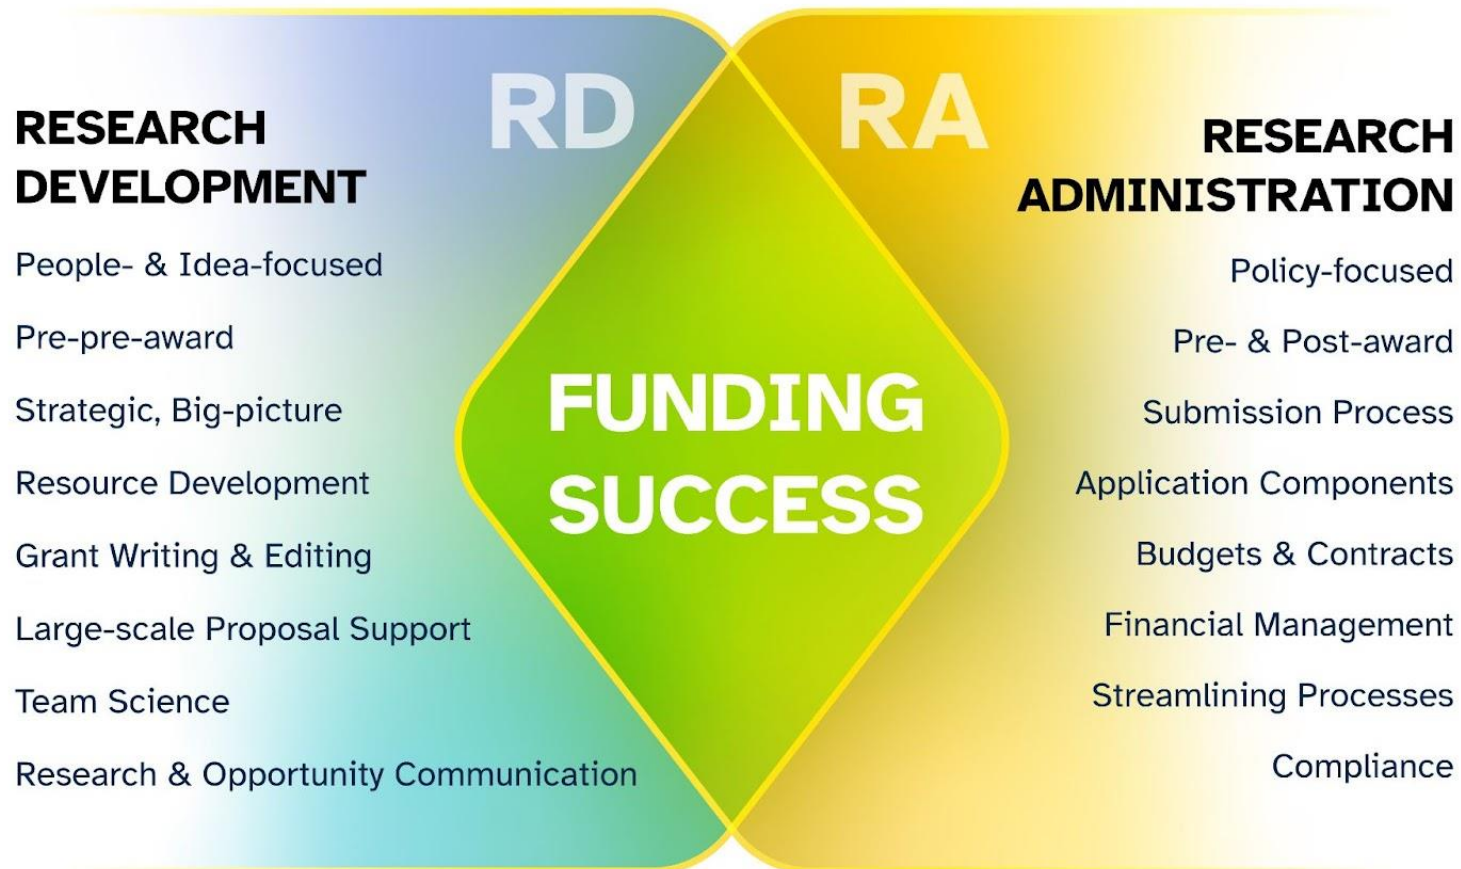 RD
RESEARCH
DEVELOPMENT
People- & Idea-focused
Pre-pre-award
Strategic, Big-picture
Resource Development
Grant Writing & Editing
Large-scale Proposal Support
Team Science
Research & Opportunity Communication
FUNDING
SUCCESS
RA
RESEARCH
ADMINISTRATION
Policy-focused
Pre- & Post-award
Submission Process
Application Components
Budgets & Contracts
Financial Management
Streamlining Processes
Compliance